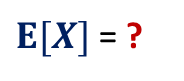 E[X] = ?